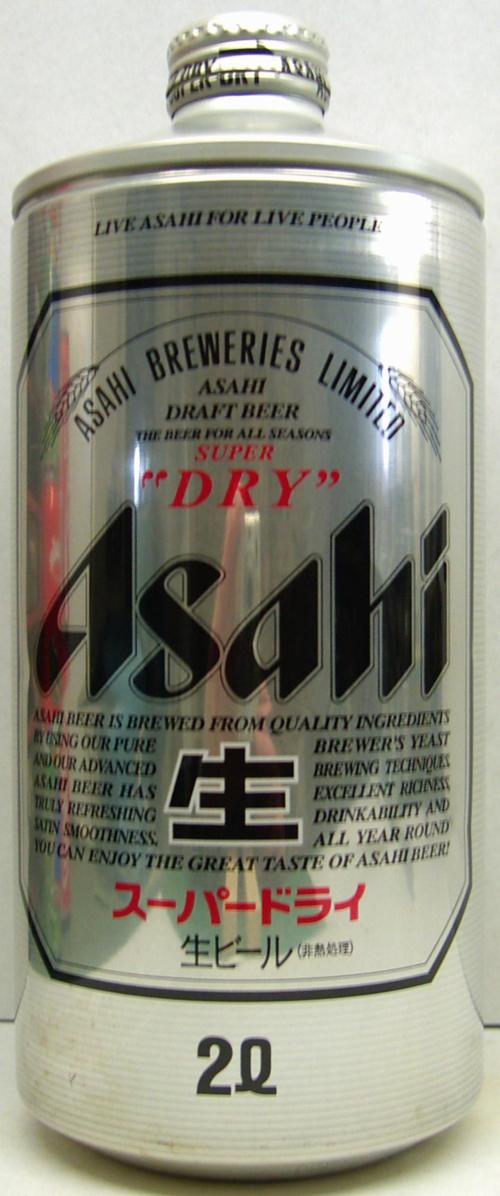 SUPER-DRY ASAHI
LIVE ASAHI FOR LIVE PEOPLE
ASAHI BREWERIES LIMITED
ASAHI
DRAFT BEER
THE BEER FOR ALL SEASONS
SUPER
"DRY"
Asahi
ASAHI BEER IS BREWED FROM QUALITY INGREDIENTS
BY USING OUR PURE BREWER'S YEAST
AND OUR ADVANCED BREWING TECHNIQUES.
ASAHI BEER HAS EXCELLENT RICHNESS,
TRULY REFRESHING DRINKABILITY AND
SATIN SMOOTHNESS. ALL YEAR ROUND
生
YOU CAN ENJOY THE GREAT TASTE OF ASAHI BEER!
スーパードライ
生ビール(非熱処理)
2ℓ